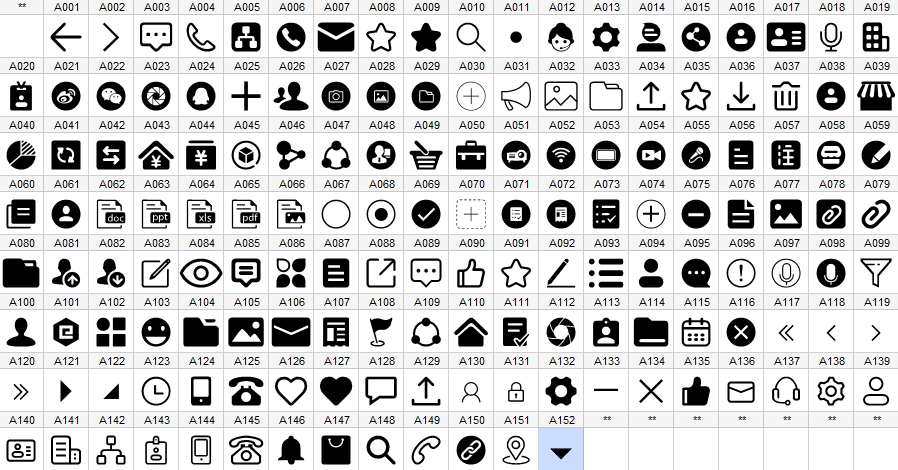 ** A001 A002 A003 A004 A005 A006 A007 A008 A009 A010 A011 A012 A013 A014 A015 A016 A017 A018 A019
A020 A021 A022 A023 A024 A025 A026 A027 A028 A029 A030 A031 A032 A033 A034 A035 A036 A037 A038 A039
A040 A041 A042 A043 A044 A045 A046 A047 A048 A049 A050 A051 A052 A053 A054 A055 A056 A057 A058 A059
¥ ¥
A060 A061 A062 A063 A064 A065 A066 A067 A068 A069 A070 A071 A072 A073 A074 A075 A076 A077 A078 A079
doc ppt xls pdf
A080 A081 A082 A083 A084 A085 A086 A087 A088 A089 A090 A091 A092 A093 A094 A095 A096 A097 A098 A099
A100 A101 A102 A103 A104 A105 A106 A107 A108 A109 A110 A111 A112 A113 A114 A115 A116 A117 A118 A119
A120 A121 A122 A123 A124 A125 A126 A127 A128 A129 A130 A131 A132 A133 A134 A135 A136 A137 A138 A139
A140 A141 A142 A143 A144 A145 A146 A147 A148 A149 A150 A151 A152 ** ** ** ** ** ** **